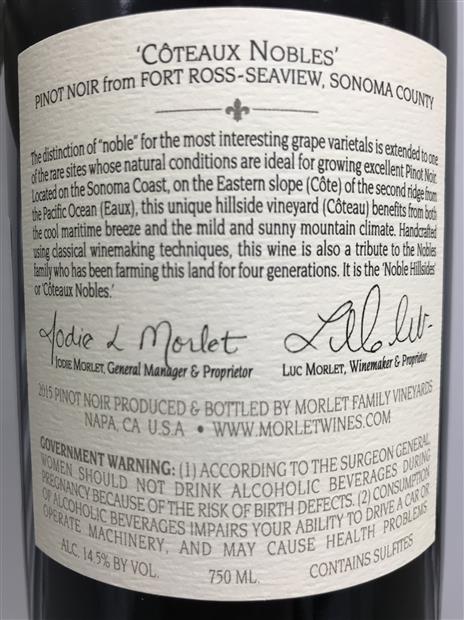 'CÔTEAUX NOBLES'
PINOT NOIR from FORT ROSS-SEAVIEW, SONOMA COUNTY
The distinction of "noble" for the most interesting grape varietals is extended to one
of the rare sites whose natural conditions are ideal for growing excellent Pinot Noir.
Located on the Sonoma Coast, on the Eastern slope (Côte) of the second ridge from
the Pacific Ocean (Eaux), this unique hillside vineyard (Côteau) benefits from both
the cool maritime breeze and the mild and sunny mountain climate. Handcrafted
using classical winemaking techniques, this wine is also a tribute to the Nobles
family who has been farming this land for four generations. It is the 'Noble Hillsides'
or 'Côteaux Nobles.'
Jodie L Morlet
JODIE MORLET, General Manager & Proprietor
LUC MORLET, Winemaker & Proprietor
2015 PINOT NOIR PRODUCED & BOTTLED BY MORLET FAMILY VINEYARDS
NAPA, CA U.S.A • WWW.MORLETWINES.COM
GOVERNMENT WARNING: (1) ACCORDING TO THE SURGEON GENERAL,
WOMEN SHOULD NOT DRINK ALCOHOLIC BEVERAGES DURING
PREGNANCY BECAUSE OF THE RISK OF BIRTH DEFECTS. (2) CONSUMPTION
OF ALCOHOLIC BEVERAGES IMPAIRS YOUR ABILITY TO DRIVE A CAR OR
OPERATE MACHINERY, AND MAY CAUSE HEALTH PROBLEMS.
ALC. 14.5% BY VOL. 750 ML. CONTAINS SULFITES